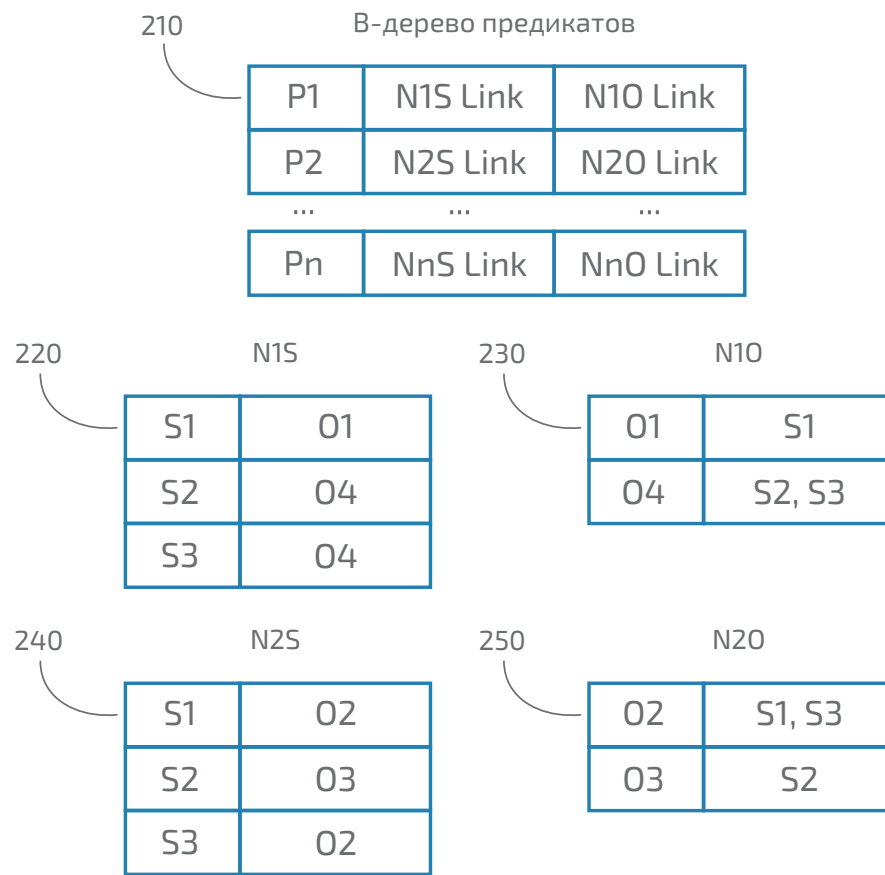 210 В-дерево предикатов
P1 N1S Link N1O Link
P2 N2S Link N2O Link
... ... ...
Pn NnS Link NnO Link
220 N1S 230 N1O
S1 O1 O1 S1
S2 O4 O4 S2, S3
S3 O4
240 N2S 250 N2O
S1 O2 O2 S1, S3
S2 O3 O3 S2
S3 O2